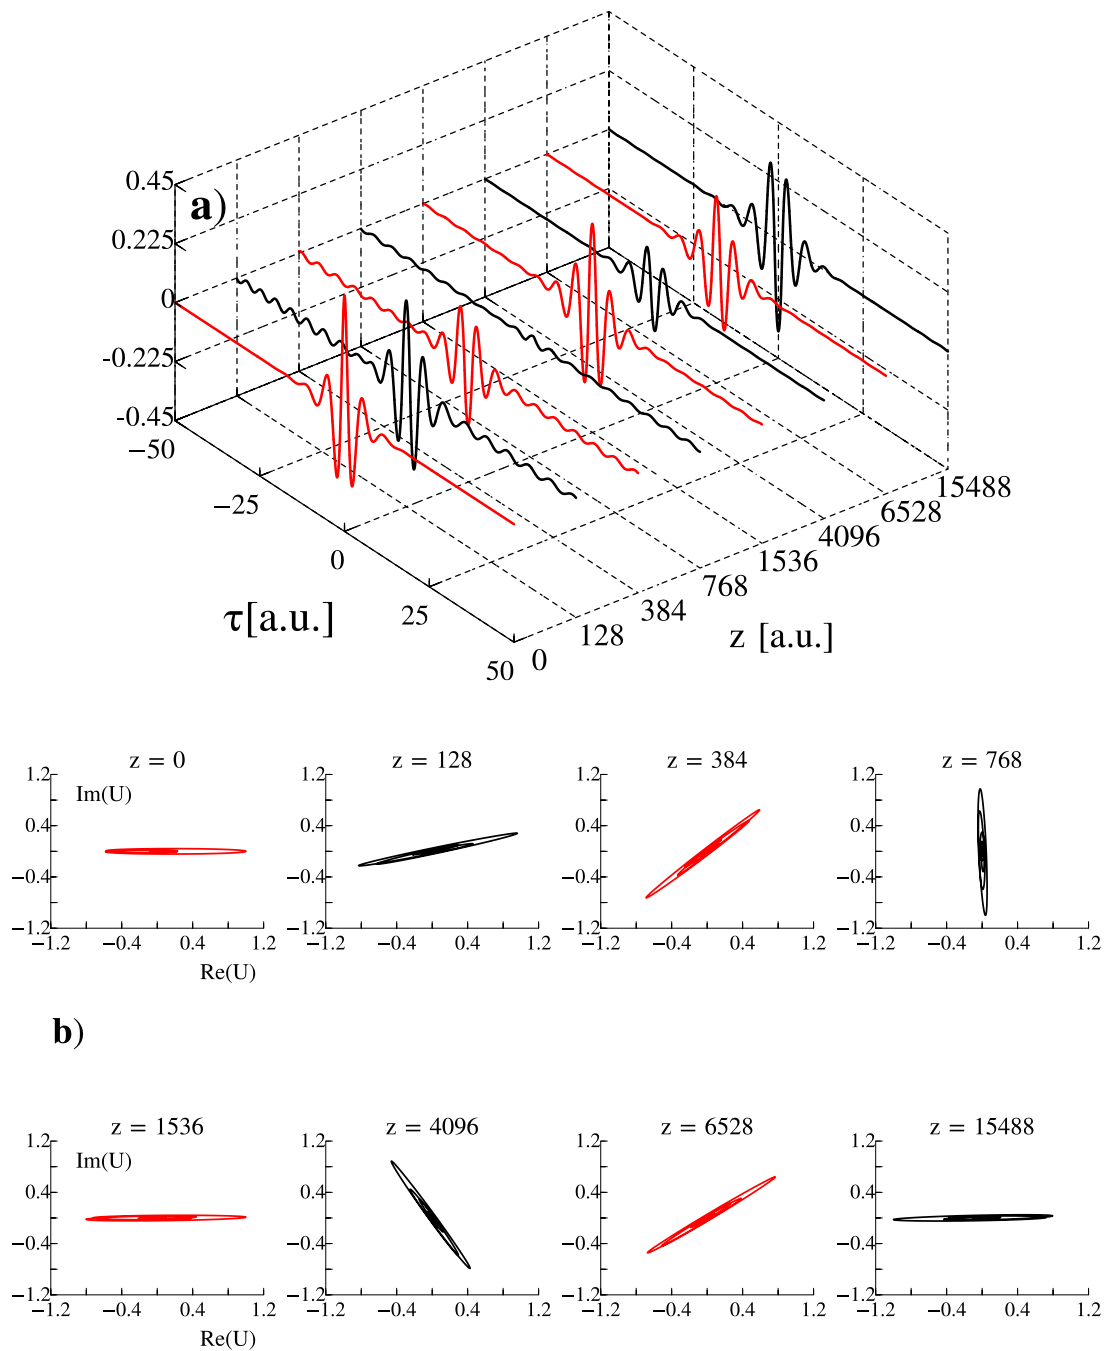 0.45
a)
0.225
0
-0.225
-0.45
−50
−25
0
25
50
τ[a.u.]
0
128
384
768
1536
4096
6528
15488
z [a.u.]
z = 0 z = 128 z = 384 z = 768
1.2 1.2 1.2 1.2
Im(U)
0.4 0.4 0.4 0.4
−0.4 −0.4 −0.4 −0.4
−1.2 −1.2 −1.2 −1.2
−1.2 −0.4 0.4 1.2 −1.2 −0.4 0.4 1.2 −1.2 −0.4 0.4 1.2 −1.2 −0.4 0.4 1.2
Re(U)
b)
z = 1536 z = 4096 z = 6528 z = 15488
1.2 1.2 1.2 1.2
Im(U)
0.4 0.4 0.4 0.4
−0.4 −0.4 −0.4 −0.4
−1.2 −1.2 −1.2 −1.2
−1.2 −0.4 0.4 1.2 −1.2 −0.4 0.4 1.2 −1.2 −0.4 0.4 1.2 −1.2 −0.4 0.4 1.2
Re(U)